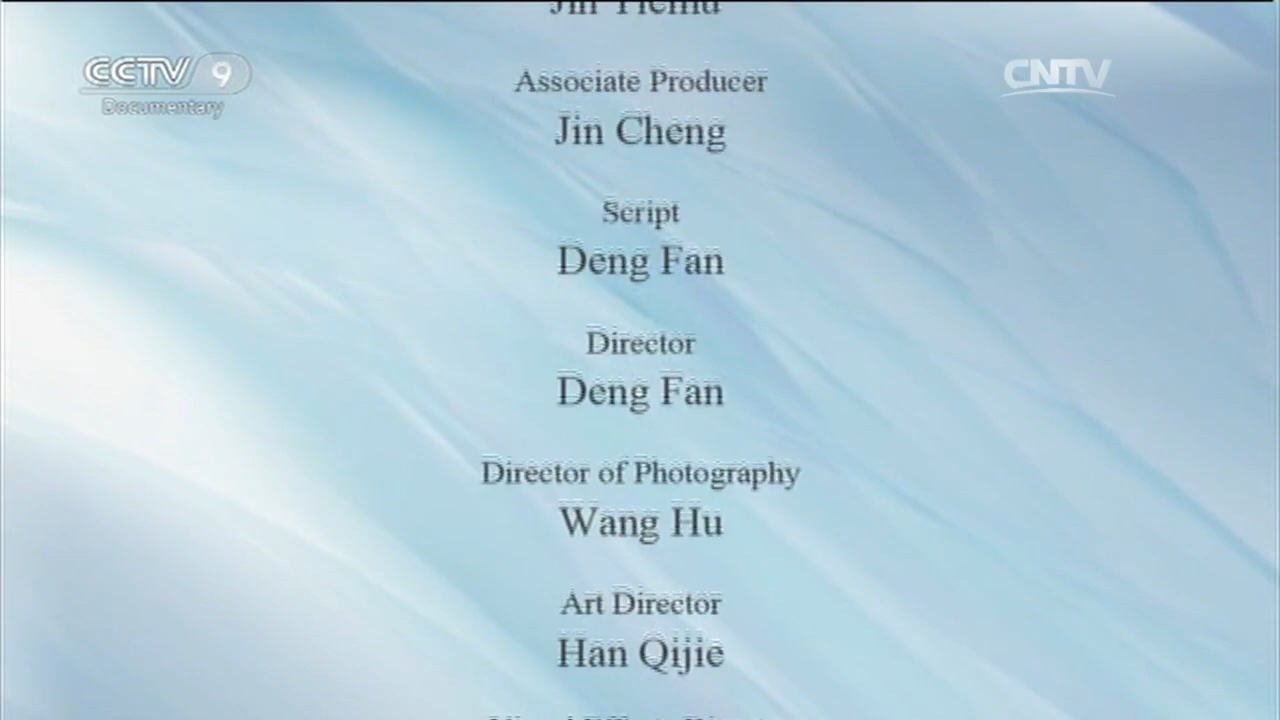 CCTV 9
Documentary
CNTV
Associate Producer
Jin Cheng
Script
Deng Fan
Director
Deng Fan
Director of Photography
Wang Hu
Art Director
Han Qijie